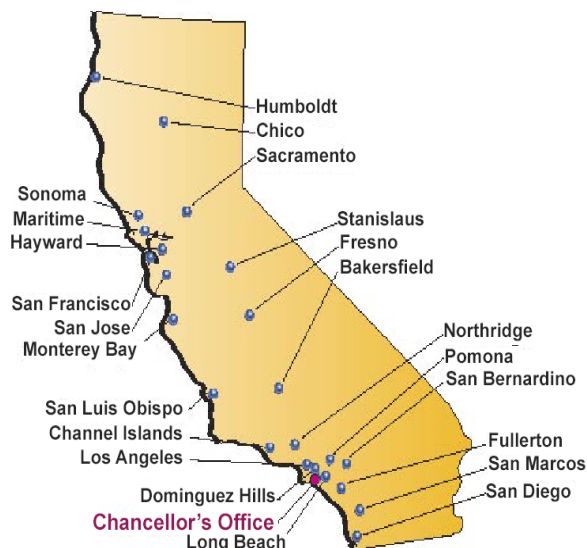 Humboldt
Chico
Sacramento
Sonoma
Maritime
Hayward
Stanislaus
Fresno
Bakersfield
San Francisco
San Jose
Monterey Bay
Northridge
Pomona
San Bernardino
San Luis Obispo
Channel Islands
Los Angeles
Fullerton
San Marcos
San Diego
Dominguez Hills
Chancellor's Office
Long Beach